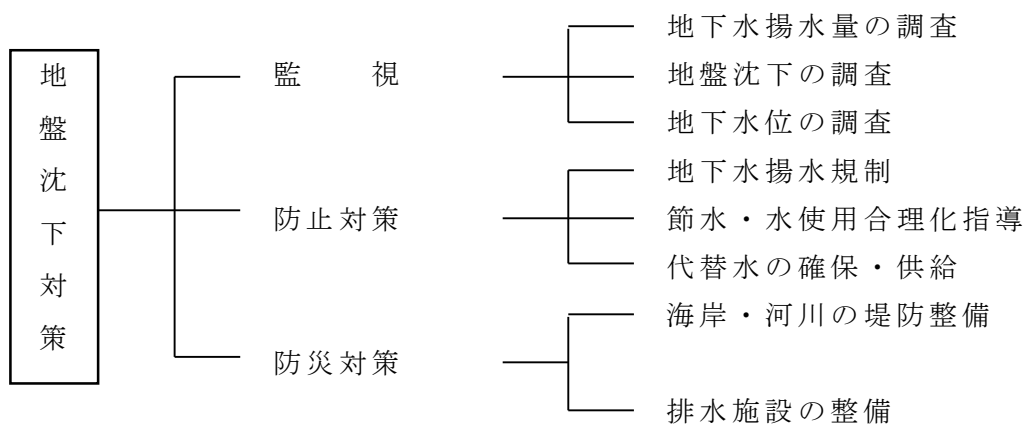 地盤沈下対策
監視
地下水揚水量の調査
地盤沈下の調査
地下水位の調査
防止対策
地下水揚水規制
節水・水使用合理化指導
代替水の確保・供給
防災対策
海岸・河川の堤防整備
排水施設の整備